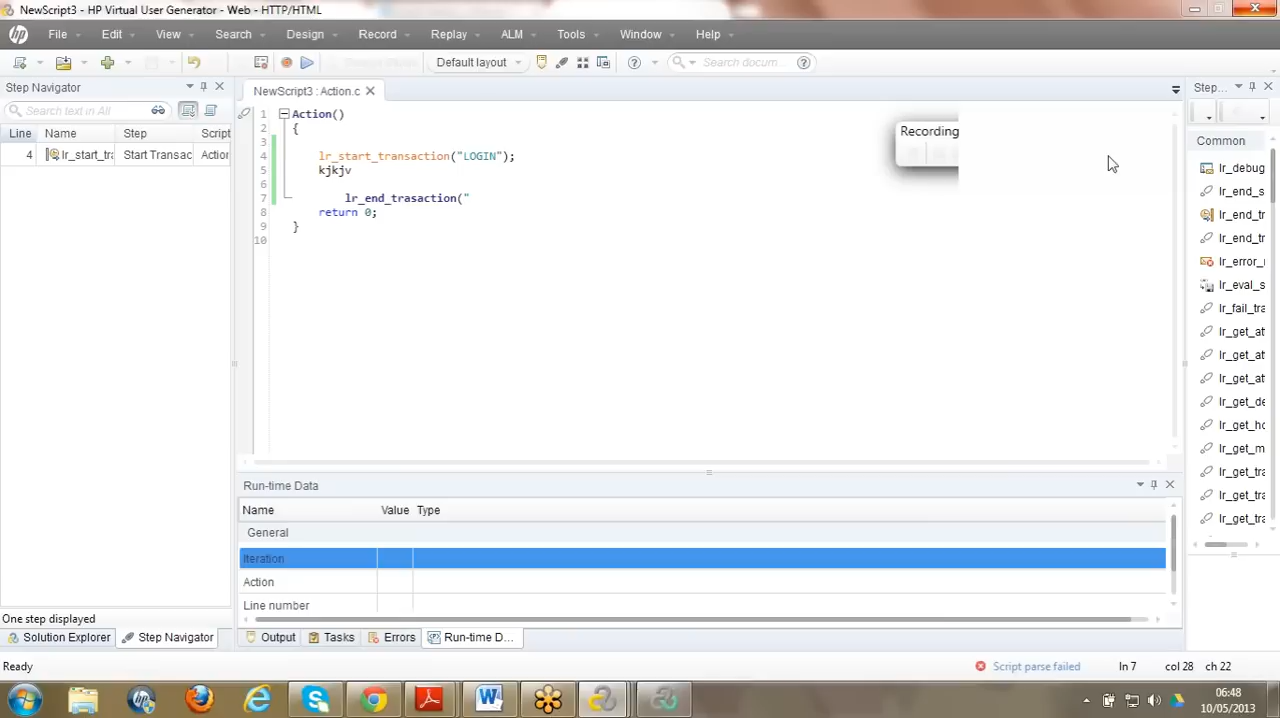 NewScript3 - HP Virtual User Generator - Web - HTTP/HTML
File Edit View Search Design Record Replay ALM Tools Window Help
Default layout Search docum...
Step Navigator
Search text in All
Line Name Step Script
4 lr_start_tra Start Transac Action
One step displayed
Solution Explorer Step Navigator
NewScript3 : Action.c
1 Action()
2 {
3
4 lr_start_transaction("LOGIN");
5 kjkjv
6
7 lr_end_trasaction("
8 return 0;
9 }
10
Recording
Run-time Data
Name Value Type
General
Iteration
Action
Line number
Output Tasks Errors Run-time D...
Step...
Common
lr_debug
lr_end_s
lr_end_tr
lr_end_tr
lr_error_
lr_eval_s
lr_fail_tra
lr_get_at
lr_get_at
lr_get_at
lr_get_de
lr_get_ho
lr_get_m
lr_get_tra
lr_get_tra
lr_get_tra
Ready Script parse failed ln 7 col 28 ch 22
06:48
10/05/2013